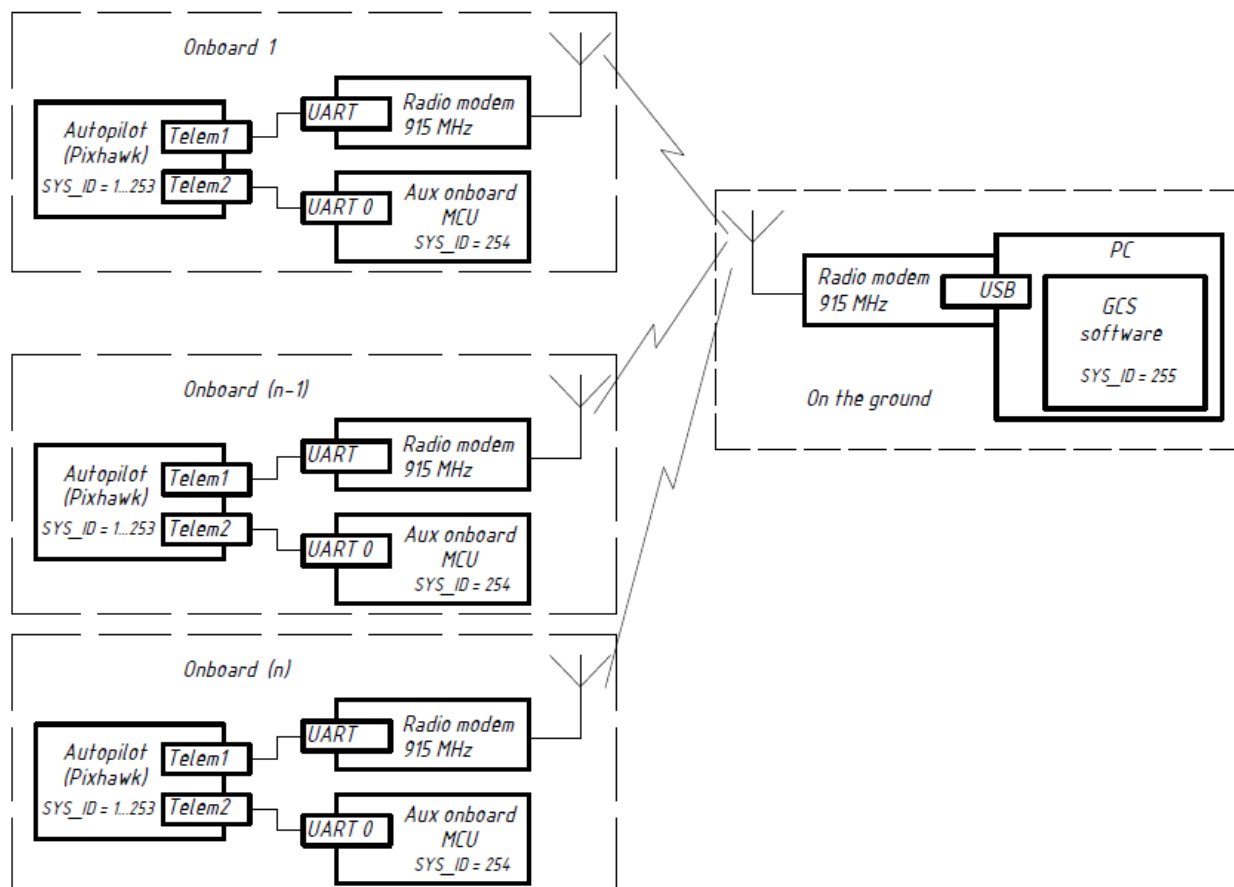 Onboard 1
Autopilot
(Pixhawk)
SYS_ID = 1...253
Telem1
Telem2
UART
Radio modem
915 MHz
UART 0
Aux onboard
MCU
SYS_ID = 254
Onboard (n-1)
Autopilot
(Pixhawk)
SYS_ID = 1...253
Telem1
Telem2
UART
Radio modem
915 MHz
UART 0
Aux onboard
MCU
SYS_ID = 254
Onboard (n)
Autopilot
(Pixhawk)
SYS_ID = 1...253
Telem1
Telem2
UART
Radio modem
915 MHz
UART 0
Aux onboard
MCU
SYS_ID = 254
Radio modem
915 MHz
USB
PC
GCS
software
SYS_ID = 255
On the ground